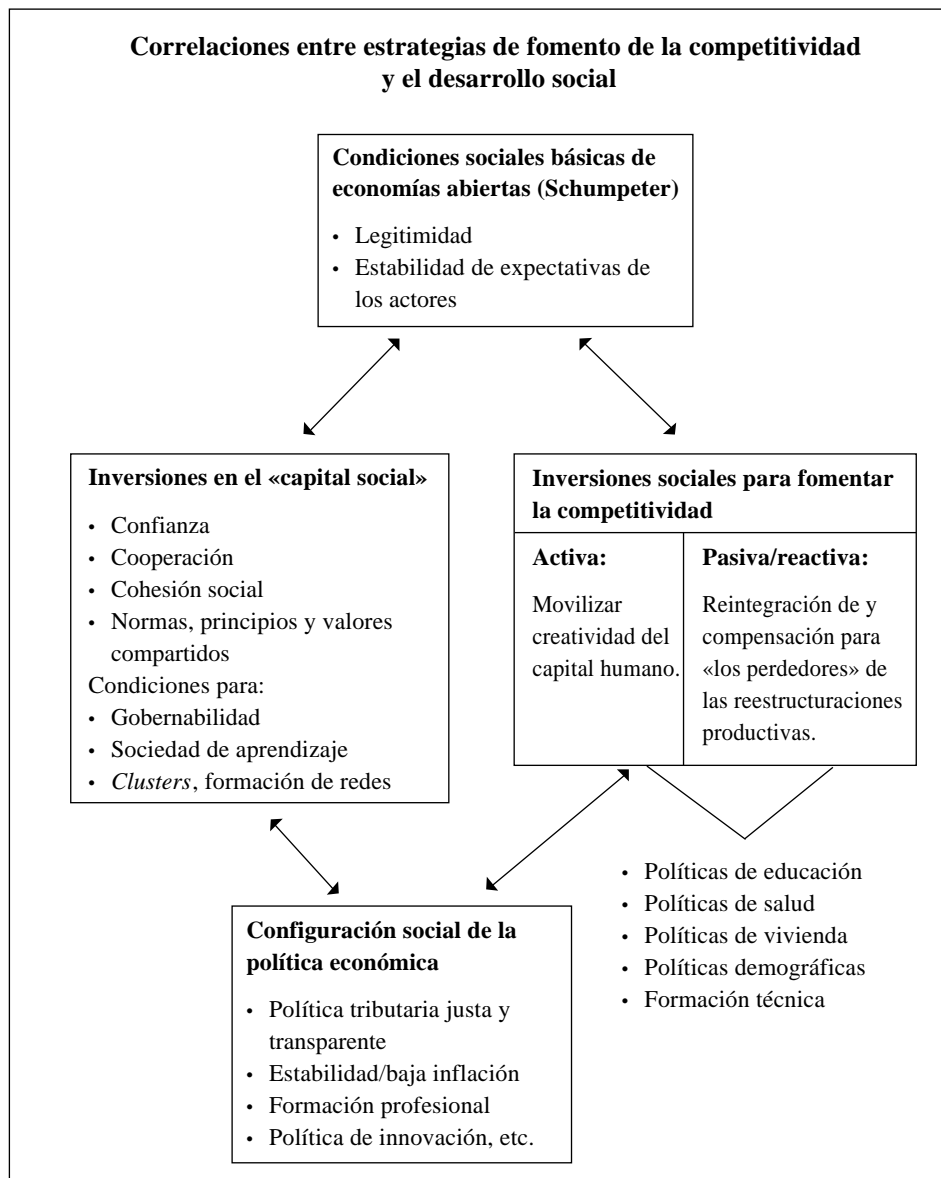 Correlaciones entre estrategias de fomento de la competitividad
y el desarrollo social
Condiciones sociales básicas de
economías abiertas (Schumpeter)
• Legitimidad
• Estabilidad de expectativas de
los actores
Inversiones en el «capital social»
• Confianza
• Cooperación
• Cohesión social
• Normas, principios y valores
compartidos
Condiciones para:
• Gobernabilidad
• Sociedad de aprendizaje
• Clusters, formación de redes
Inversiones sociales para fomentar
la competitividad
Activa:
Movilizar
creatividad del
capital humano.
Pasiva/reactiva:
Reintegración de y
compensación para
«los perdedores» de
las reestructuraciones
productivas.
• Políticas de educación
• Políticas de salud
• Políticas de vivienda
• Políticas demográficas
• Formación técnica
Configuración social de la
política económica
• Política tributaria justa y
transparente
• Estabilidad/baja inflación
• Formación profesional
• Política de innovación, etc.